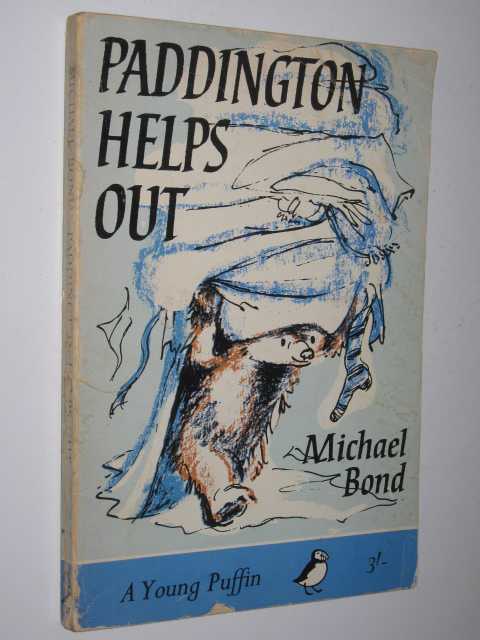 PADDINGTON
HELPS
OUT
Michael
Bond
A Young Puffin
3/-